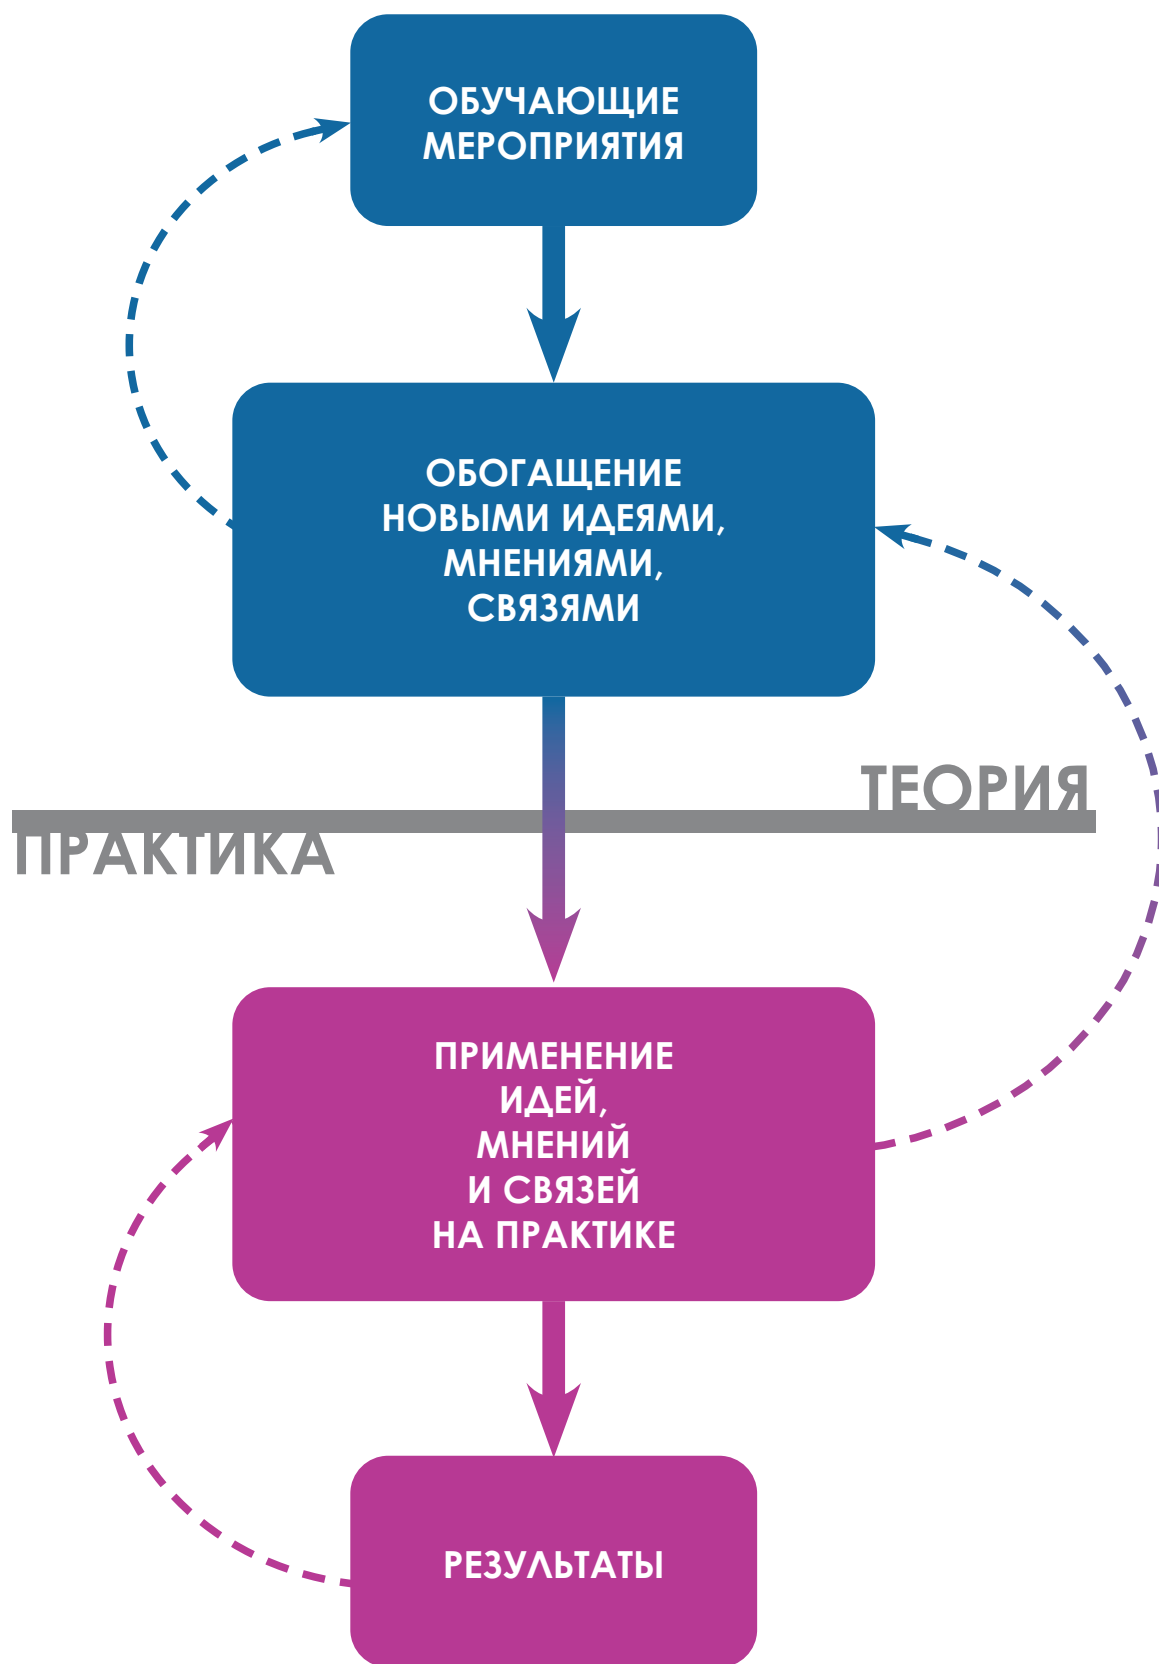 ОБУЧАЮЩИЕ
МЕРОПРИЯТИЯ
ОБОГАЩЕНИЕ
НОВЫМИ ИДЕЯМИ,
МНЕНИЯМИ,
СВЯЗЯМИ
ТЕОРИЯ
ПРАКТИКА
ПРИМЕНЕНИЕ
ИДЕЙ,
МНЕНИЙ
И СВЯЗЕЙ
НА ПРАКТИКЕ
РЕЗУЛЬТАТЫ